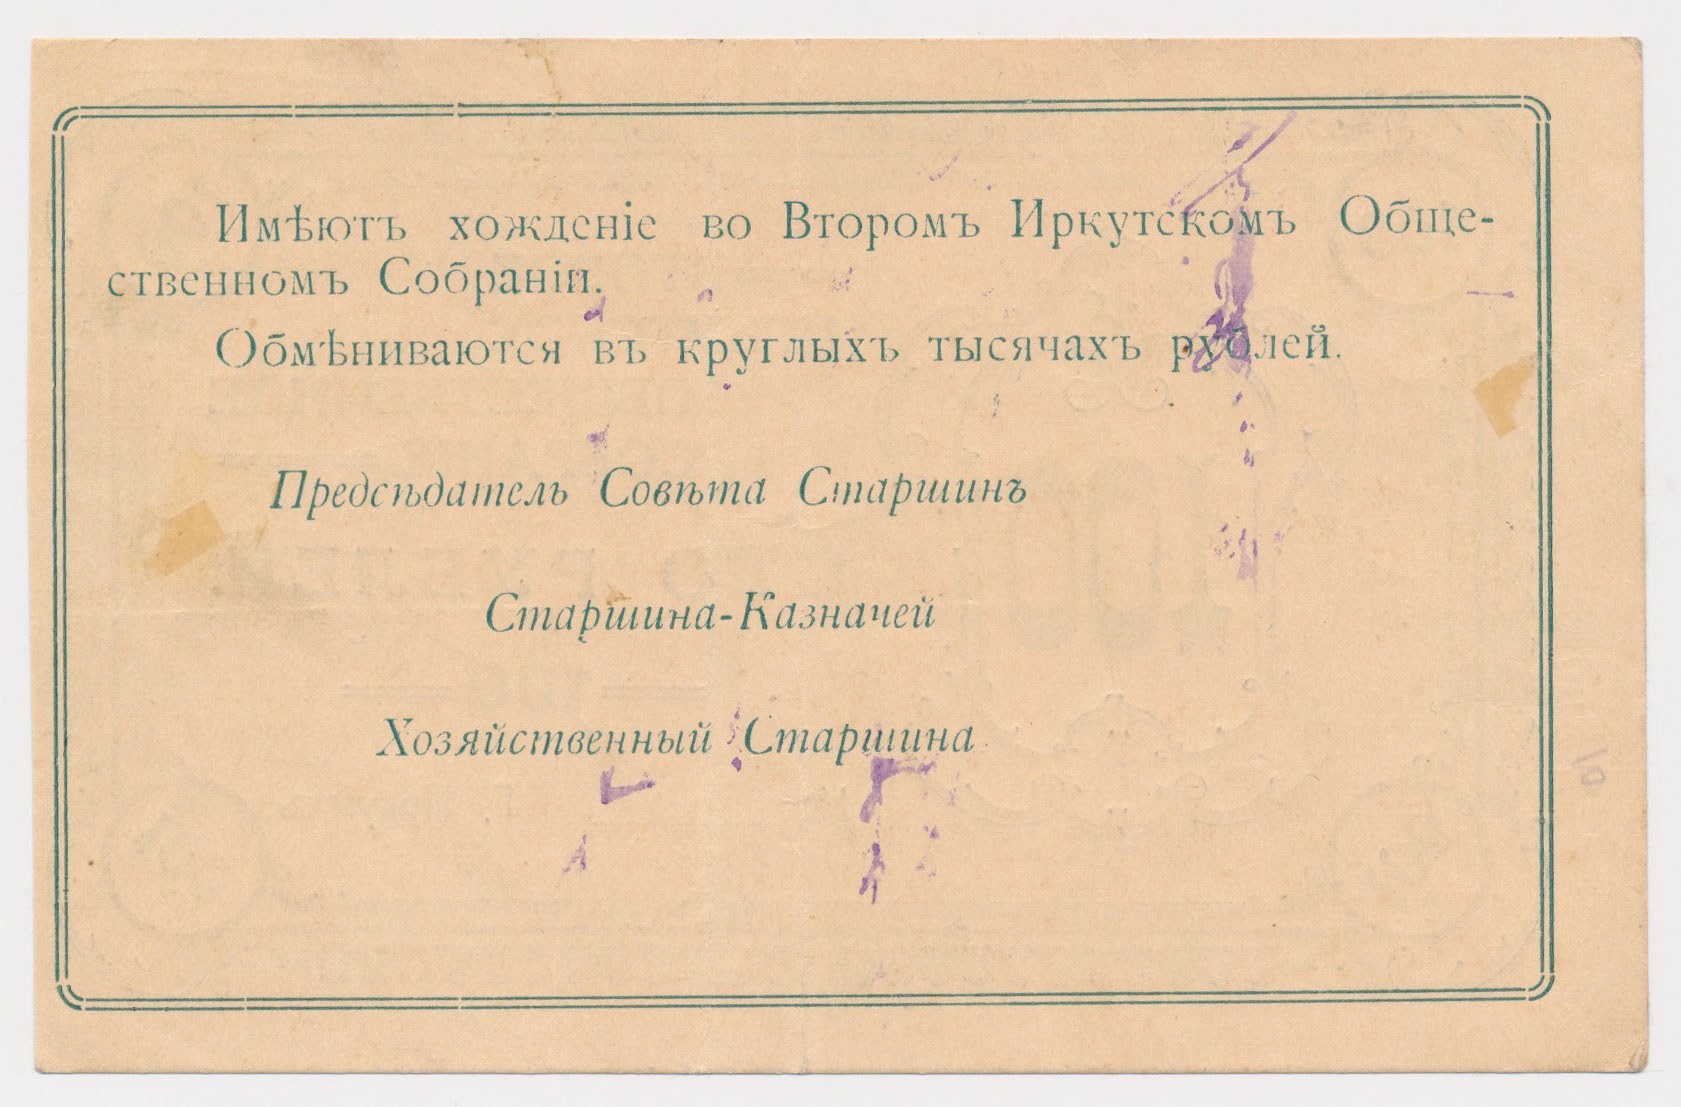 Имѣютъ хожденіе во Второмъ Иркутскомъ Обще-
ственномъ Собраніи.
Обмѣниваются въ круглыхъ тысячахъ рублей.
Предсѣдатель Совѣта Старшинъ
Старшина-Казначей
Хозяйственный Старшина